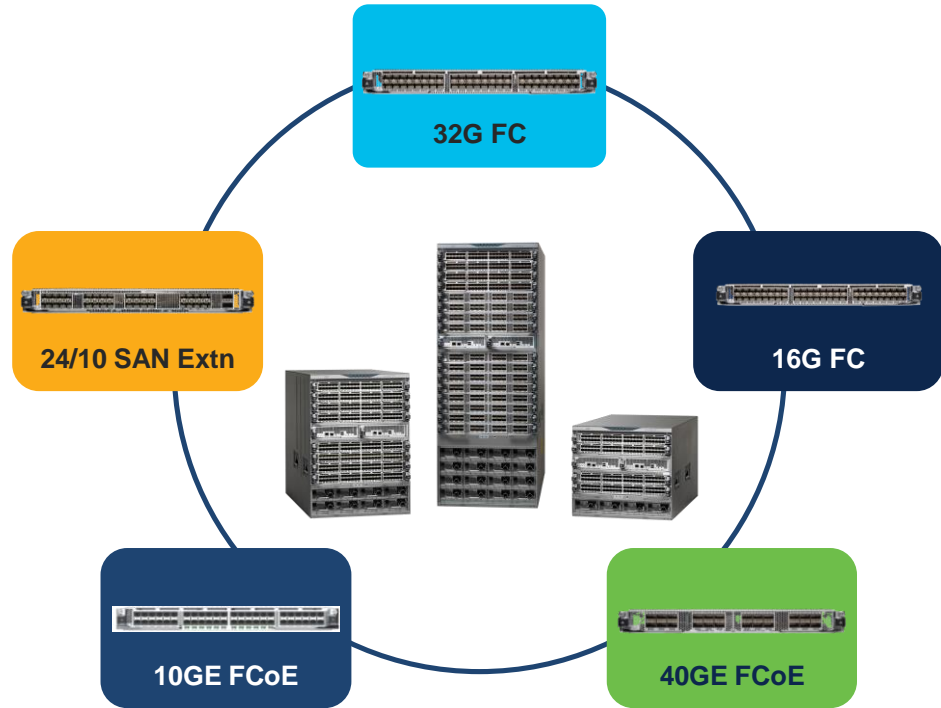 32G FC
24/10 SAN Extn
16G FC
10GE FCoE
40GE FCoE